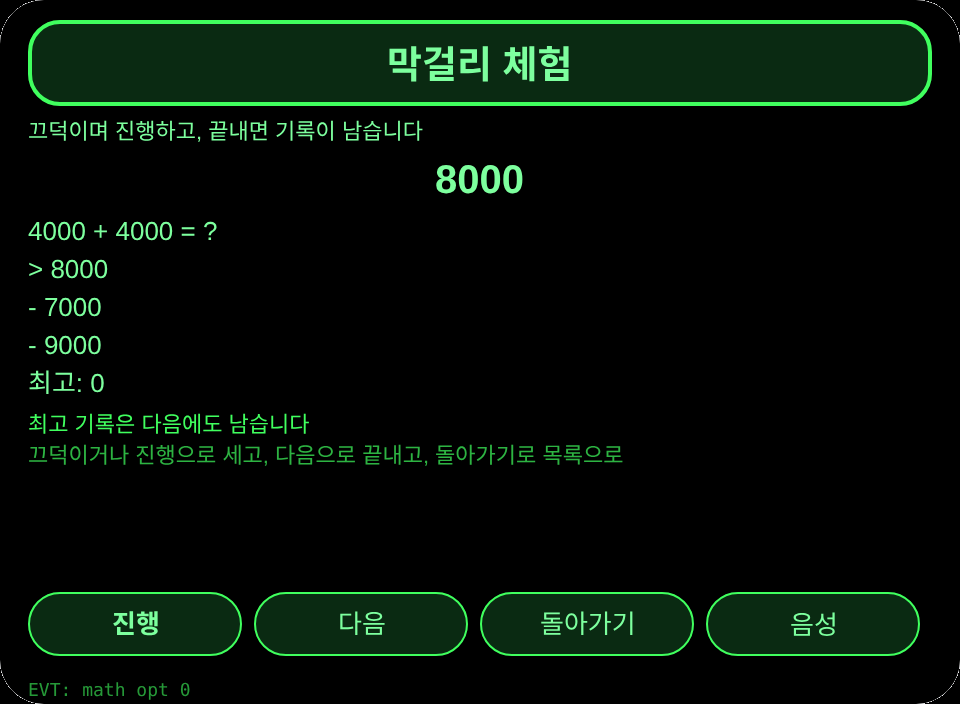 막걸리 체험
끄덕이며 진행하고, 끝내면 기록이 남습니다
8000
4000 + 4000 = ?
> 8000
- 7000
- 9000
최고: 0
최고 기록은 다음에도 남습니다
끄덕이거나 진행으로 세고, 다음으로 끝내고, 돌아가기로 목록으로
진행
다음
돌아가기
음성
EVT: math opt 0